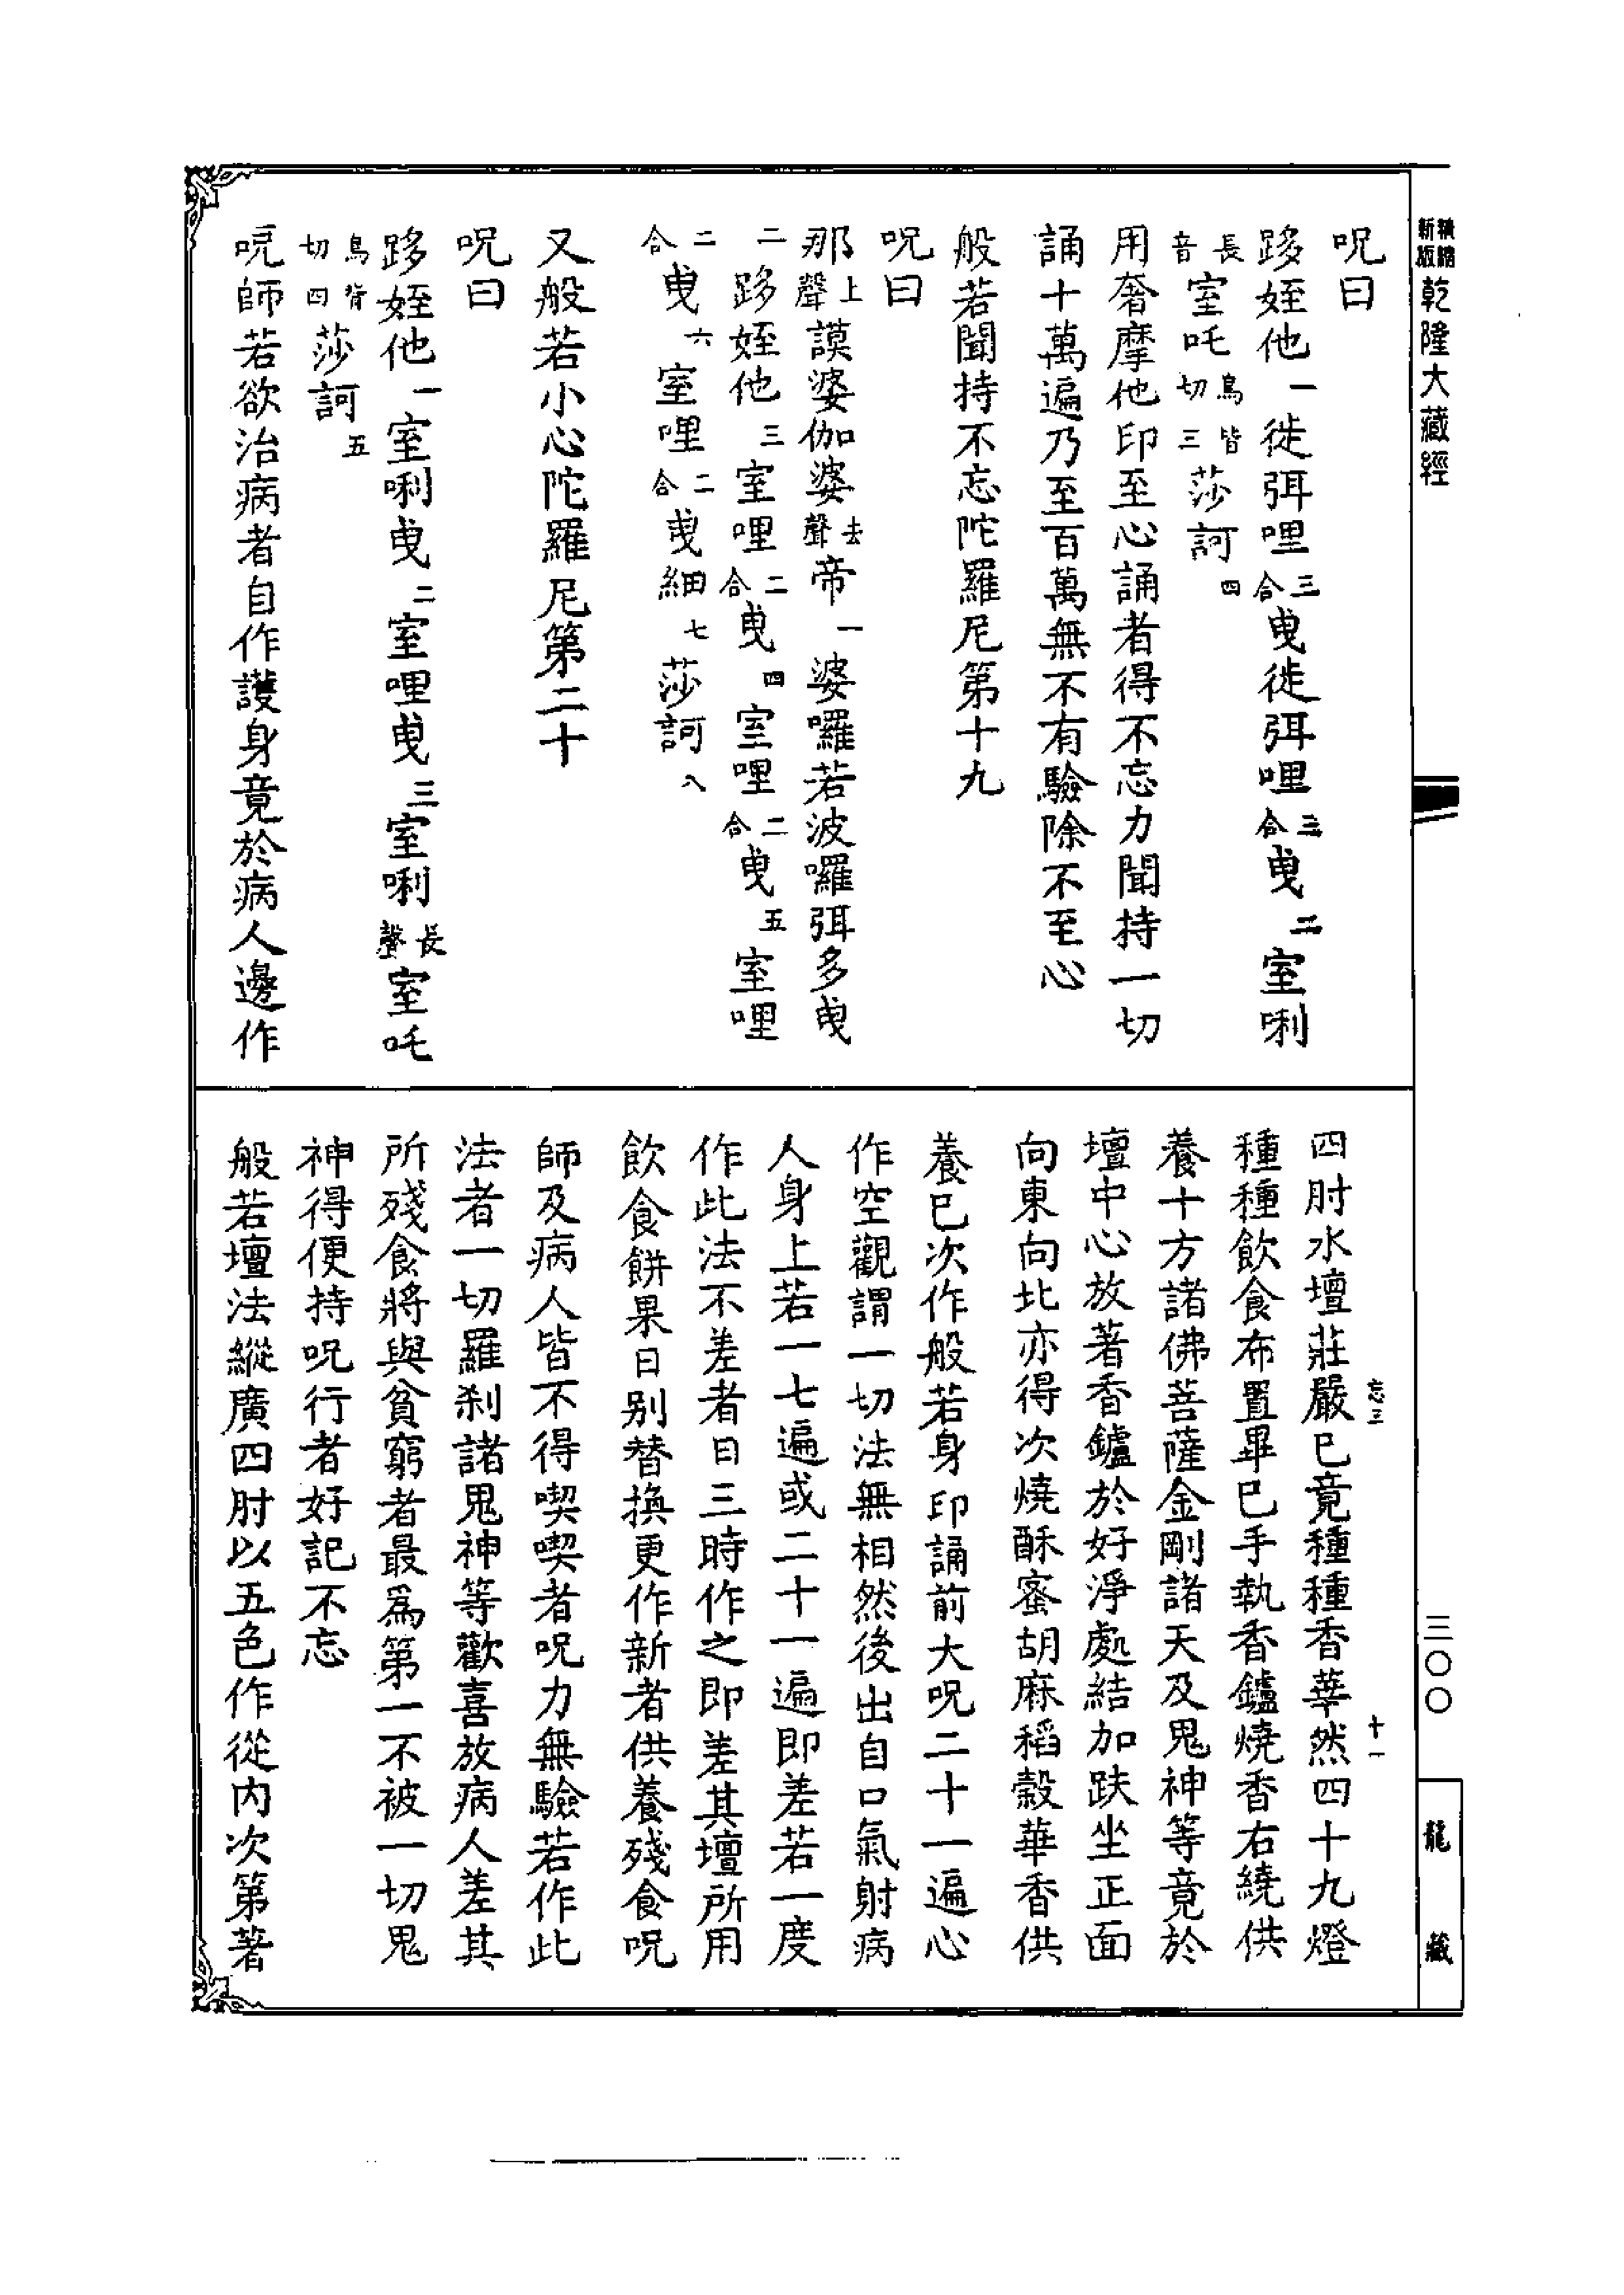 新版
乾隆大藏經
三〇〇
龍藏
呪曰
跢姪他一徙弭哩三合曳徙弭哩三合曳二室唎
長音室吒烏皆切三莎訶四
用奢摩他印至心誦者得不忘力聞持一切
誦十萬遍乃至百萬無不有驗除不至心
般若聞持不忘陀羅尼第十九
呪曰
那上聲謨婆伽婆去聲帝一婆囉若波囉弭多曳
二跢姪他三室哩二合曳四室哩二合曳五室哩
二合曳六室哩二合曳細七莎訶八
又般若小心陀羅尼第二十
呪曰
跢姪他一室唎曳二室哩曳三室唎長聲室吒
烏皆切四莎訶五
呪師若欲治病者自作護身竟於病人邊作
四肘水壇莊嚴已竟種種香華然四十九燈
種種飲食布置畢已手執香鑪燒香右繞供
養十方諸佛菩薩金剛諸天及鬼神等竟於
壇中心放著香鑪於好淨處結加趺坐正面
向東向北亦得次燒酥蜜胡麻稻穀華香供
養已次作般若身印誦前大呪二十一遍心
作空觀謂一切法無相然後出自口氣射病
人身上若一七遍或二十一遍即差若一度
作此法不差者日三時作之即差其壇所用
飲食餅果日別替換更作新者供養殘食呪
師及病人皆不得喫喫者呪力無驗若作此
法者一切羅剎諸鬼神等歡喜放病人差其
所殘食將與貧窮者最為第一不被一切鬼
神得便持呪行者好記不忘
般若壇法縱廣四肘以五色作從內次第著
忘三
十一